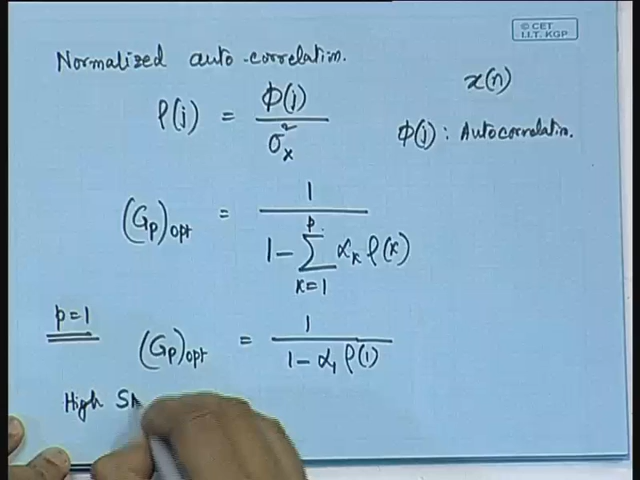 © CET
I.I.T. KGP
Normalized auto-correlation.
x(n)
ρ(j) = φ(j) / σx²
φ(j) : Autocorrelation.
(Gp)opt = 1 / (1 - Σ_{k=1}^{p} αk ρ(k))
p=1
(Gp)opt = 1 / (1 - α1 ρ(1))
High